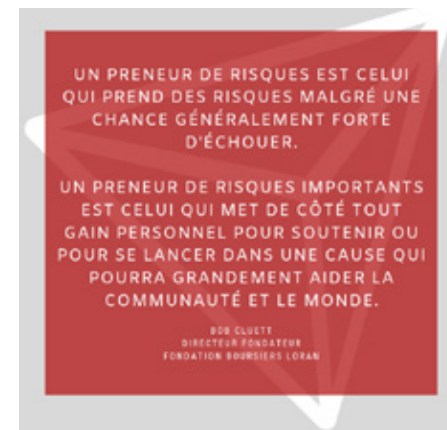 UN PRENEUR DE RISQUES EST CELUI
QUI PREND DES RISQUES MALGRÉ UNE
CHANCE GÉNÉRALEMENT FORTE
D'ÉCHOUER.
UN PRENEUR DE RISQUES IMPORTANTS
EST CELUI QUI MET DE CÔTÉ TOUT
GAIN PERSONNEL POUR SOUTENIR OU
POUR SE LANCER DANS UNE CAUSE QUI
POURRA GRANDEMENT AIDER LA
COMMUNAUTÉ ET LE MONDE.
BOB CLUETT
DIRECTEUR FONDATEUR
FONDATION BOURSIERS LORAN